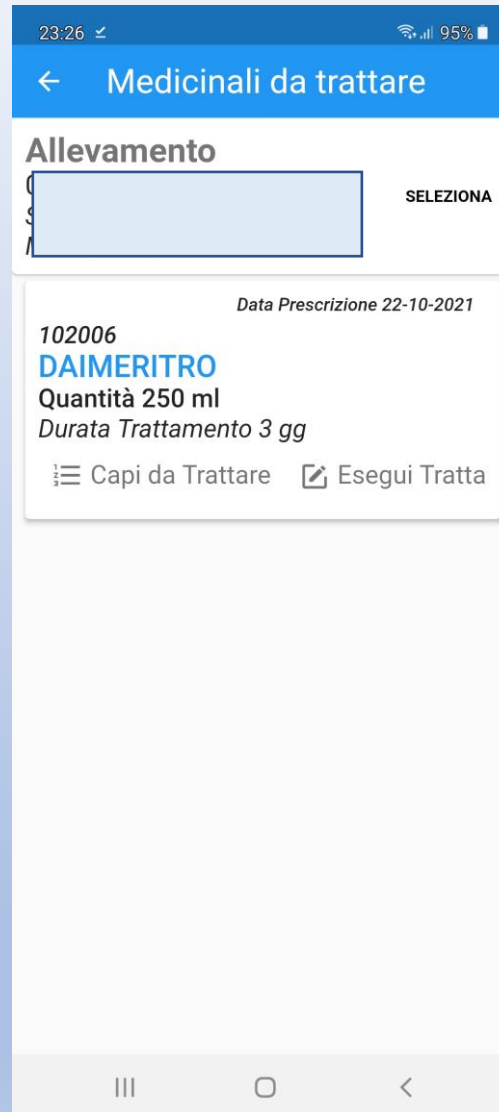 23:26 95%
Medicinali da trattare
Allevamento
SELEZIONA
Data Prescrizione 22-10-2021
102006
DAIMERITRO
Quantità 250 ml
Durata Trattamento 3 gg
Capi da Trattare Esegui Tratta